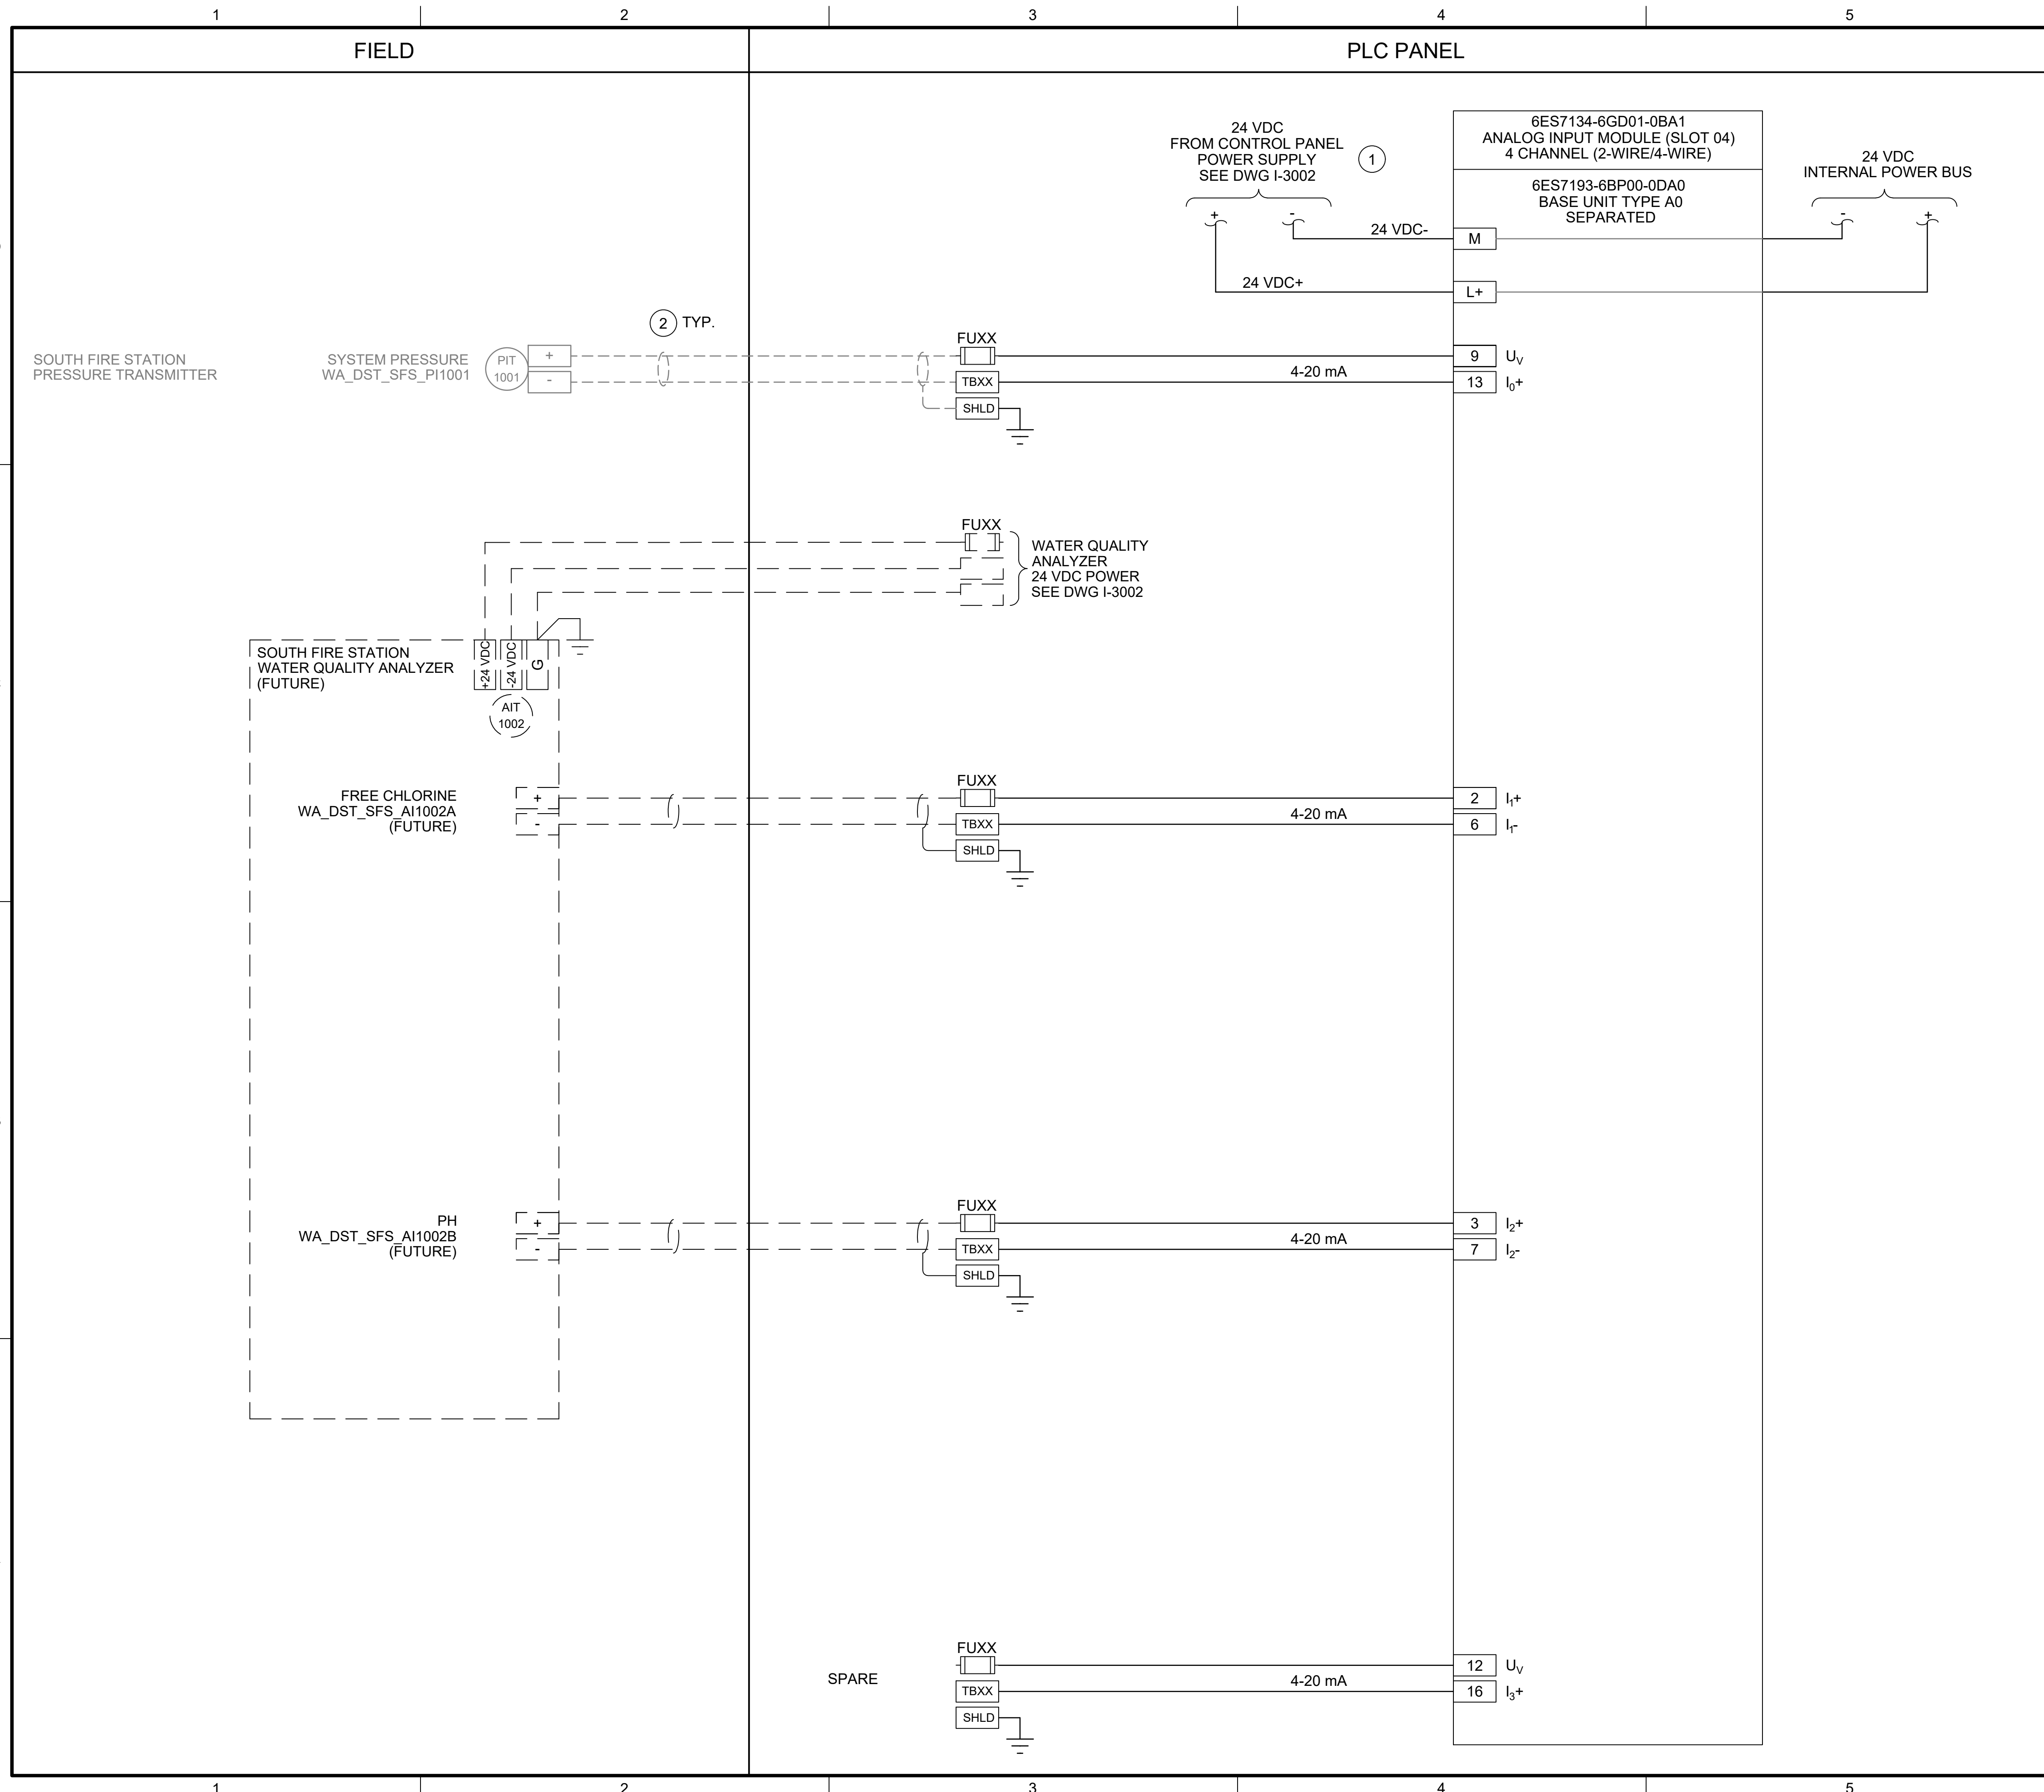 1 2 3 4 5
FIELD
PLC PANEL
24 VDC
FROM CONTROL PANEL
POWER SUPPLY
SEE DWG I-3002
1
+ -
24 VDC-
24 VDC+
6ES7134-6GD01-0BA1
ANALOG INPUT MODULE (SLOT 04)
4 CHANNEL (2-WIRE/4-WIRE)
6ES7193-6BP00-0DA0
BASE UNIT TYPE A0
SEPARATED
M
L+
24 VDC
INTERNAL POWER BUS
- +
2 TYP.
SOUTH FIRE STATION
PRESSURE TRANSMITTER
SYSTEM PRESSURE
WA_DST_SFS_PI1001
PIT
1001
+
-
FUXX
TBXX
SHLD
4-20 mA
9 UV
13 I0+
FUXX
WATER QUALITY
ANALYZER
24 VDC POWER
SEE DWG I-3002
SOUTH FIRE STATION
WATER QUALITY ANALYZER
(FUTURE)
+24 VDC
-24 VDC
G
AIT
1002
FREE CHLORINE
WA_DST_SFS_AI1002A
(FUTURE)
+
-
FUXX
TBXX
SHLD
4-20 mA
2 I1+
6 I1-
PH
WA_DST_SFS_AI1002B
(FUTURE)
+
-
FUXX
TBXX
SHLD
4-20 mA
3 I2+
7 I2-
SPARE
FUXX
TBXX
SHLD
4-20 mA
12 UV
16 I3+
1 2 3 4 5